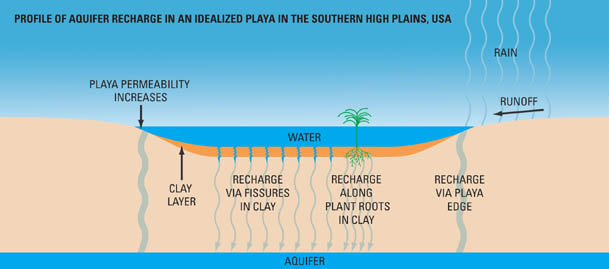 PROFILE OF AQUIFER RECHARGE IN AN IDEALIZED PLAYA IN THE SOUTHERN HIGH PLAINS, USA
RAIN
PLAYA PERMEABILITY
INCREASES
RUNOFF
WATER
CLAY
LAYER
RECHARGE
VIA FISSURES
IN CLAY
RECHARGE
ALONG
PLANT ROOTS
IN CLAY
RECHARGE
VIA PLAYA
EDGE
AQUIFER